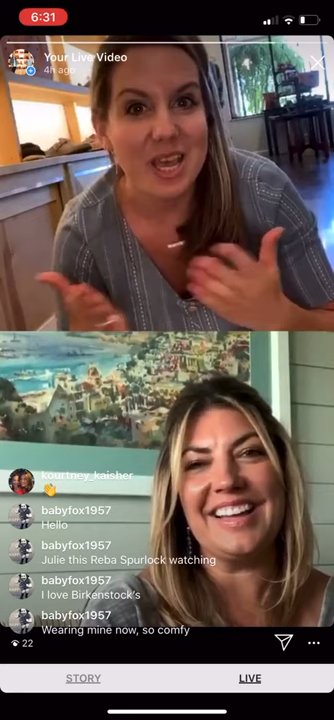 6:31
Your Live Video
4h ago
kourtney_kaisher
👏
babyfox1957
Hello
babyfox1957
Julie this Reba Spurlock watching
babyfox1957
I love Birkenstock's
babyfox1957
Wearing mine now, so comfy
22
STORY
LIVE